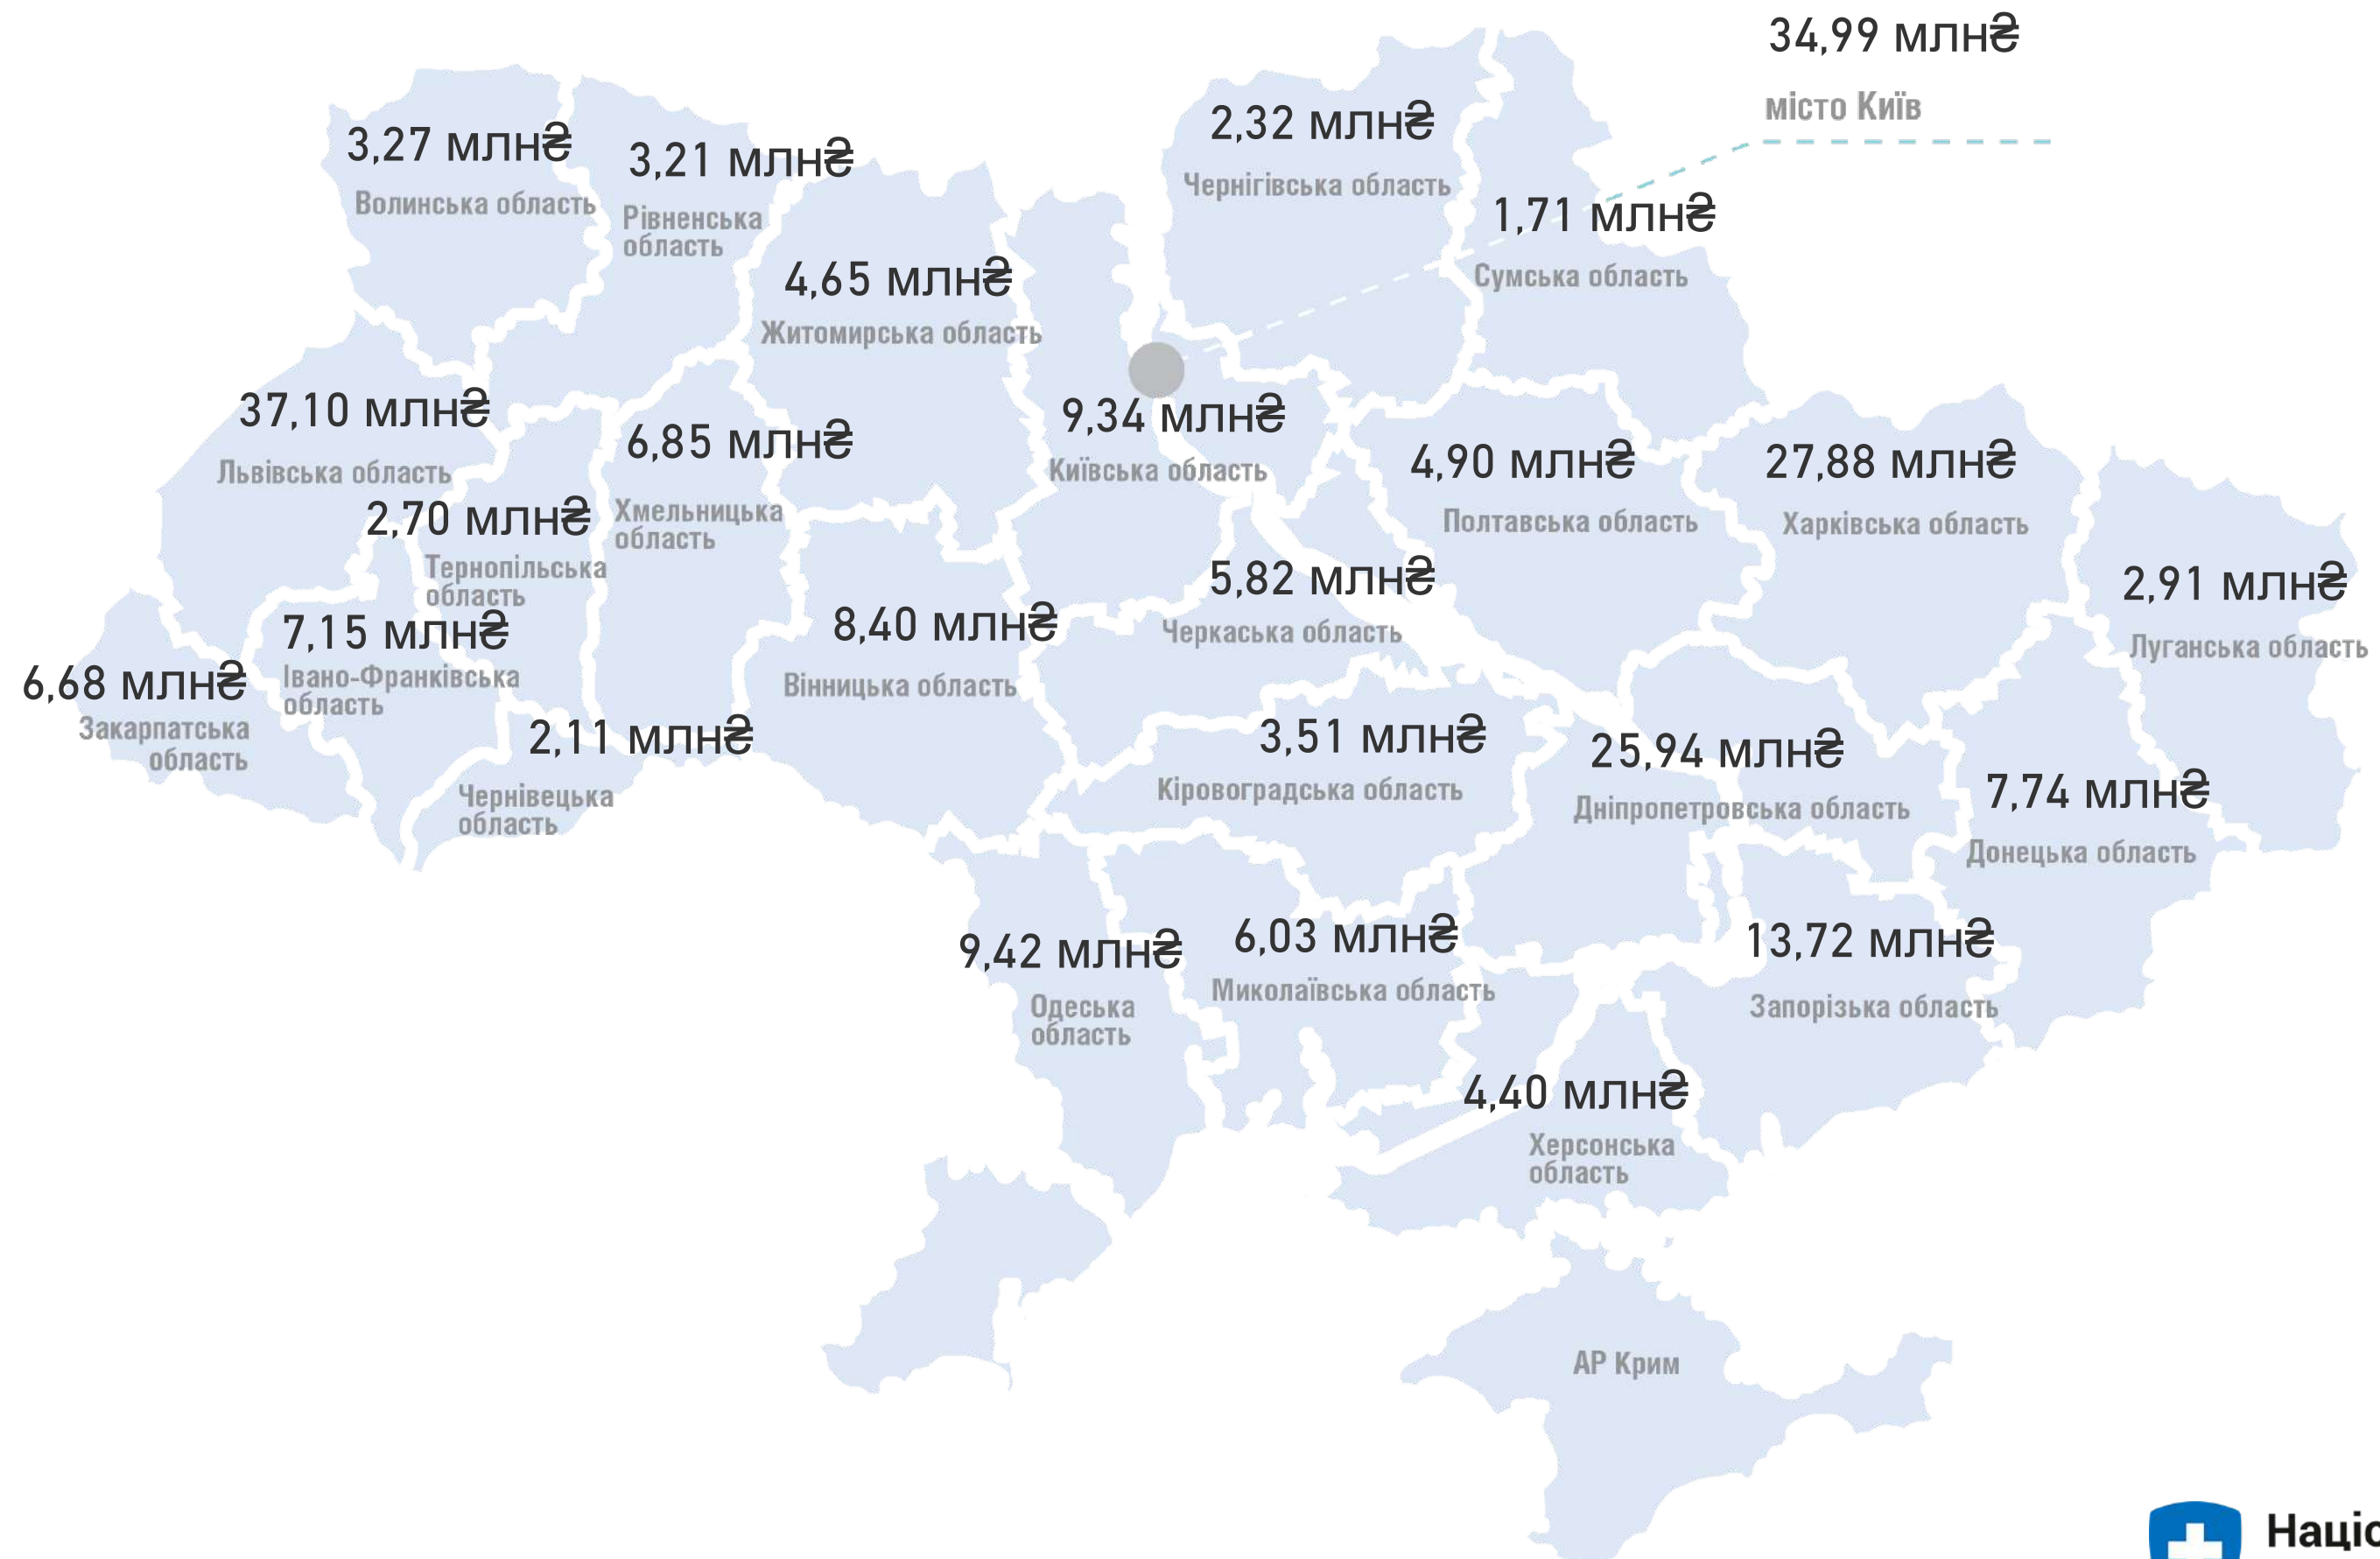 34,99 млн₴
місто Київ
2,32 млн₴
Чернігівська область
3,27 млн₴
Волинська область
3,21 млн₴
Рівненська
область
1,71 млн₴
Сумська область
4,65 млн₴
Житомирська область
37,10 млн₴
Львівська область
6,85 млн₴
Хмельницька
область
9,34 млн₴
Київська область
4,90 млн₴
Полтавська область
27,88 млн₴
Харківська область
2,70 млн₴
Тернопільська
область
5,82 млн₴
Черкаська область
2,91 млн₴
Луганська область
7,15 млн₴
Івано-Франківська
область
8,40 млн₴
Вінницька область
6,68 млн₴
Закарпатська
область
2,11 млн₴
Чернівецька
область
3,51 млн₴
Кіровоградська область
25,94 млн₴
Дніпропетровська область
7,74 млн₴
Донецька область
9,42 млн₴
Одеська
область
6,03 млн₴
Миколаївська область
13,72 млн₴
Запорізька область
4,40 млн₴
Херсонська
область
АР Крим